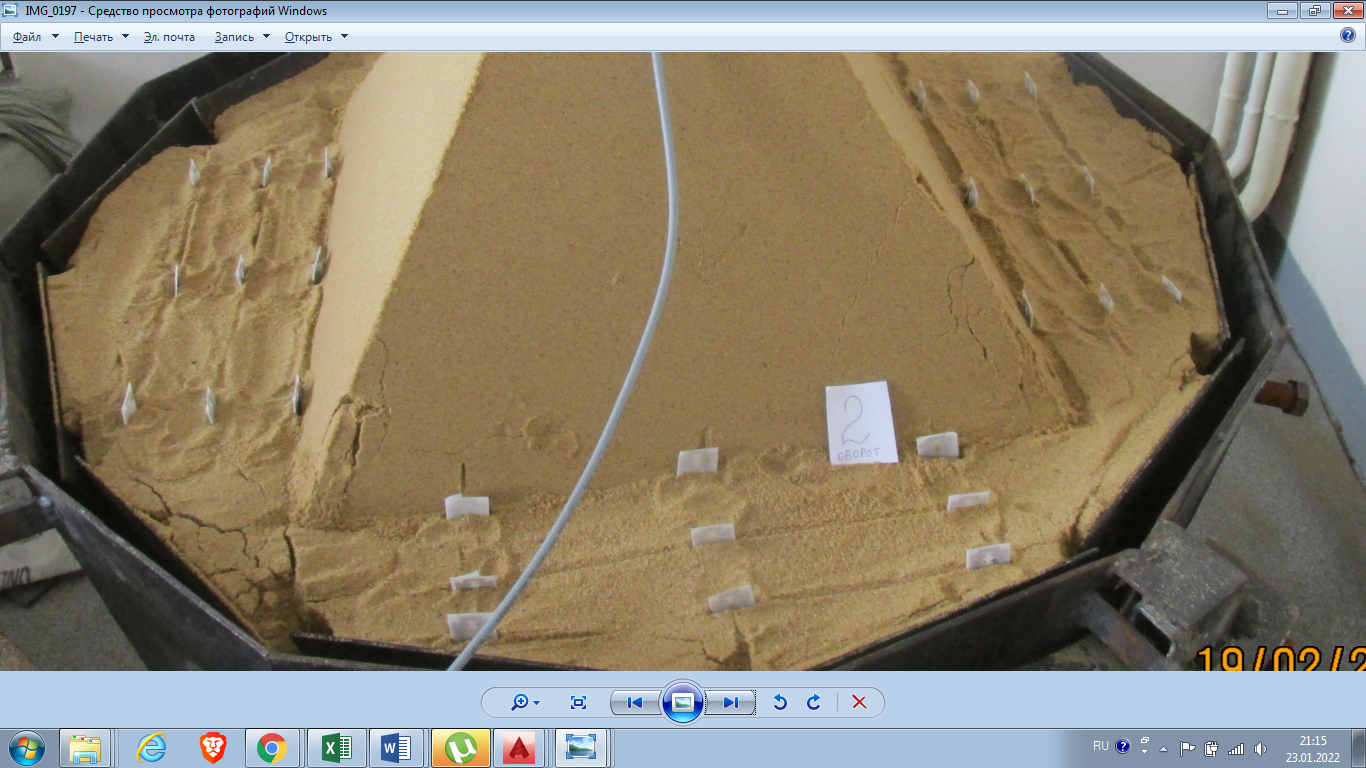 IMG_0197 - Средство просмотра фотографий Windows
Файл Печать Эл. почта Запись Открыть
2
ОБОРОТ
19/02/2
RU
21:15
23.01.2022